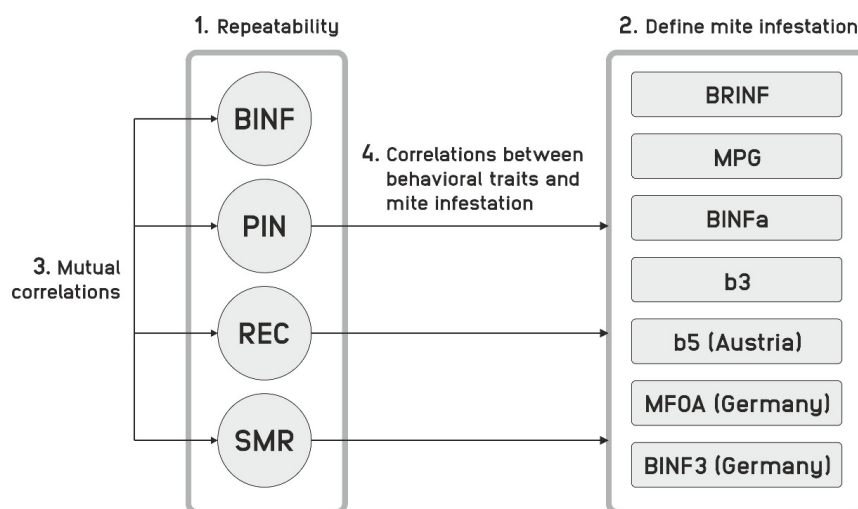 1. Repeatability
2. Define mite infestation
BINF
PIN
REC
SMR
3. Mutual
correlations
4. Correlations between
behavioral traits and
mite infestation
BRINF
MPG
BINFa
b3
b5 (Austria)
MFOA (Germany)
BINF3 (Germany)